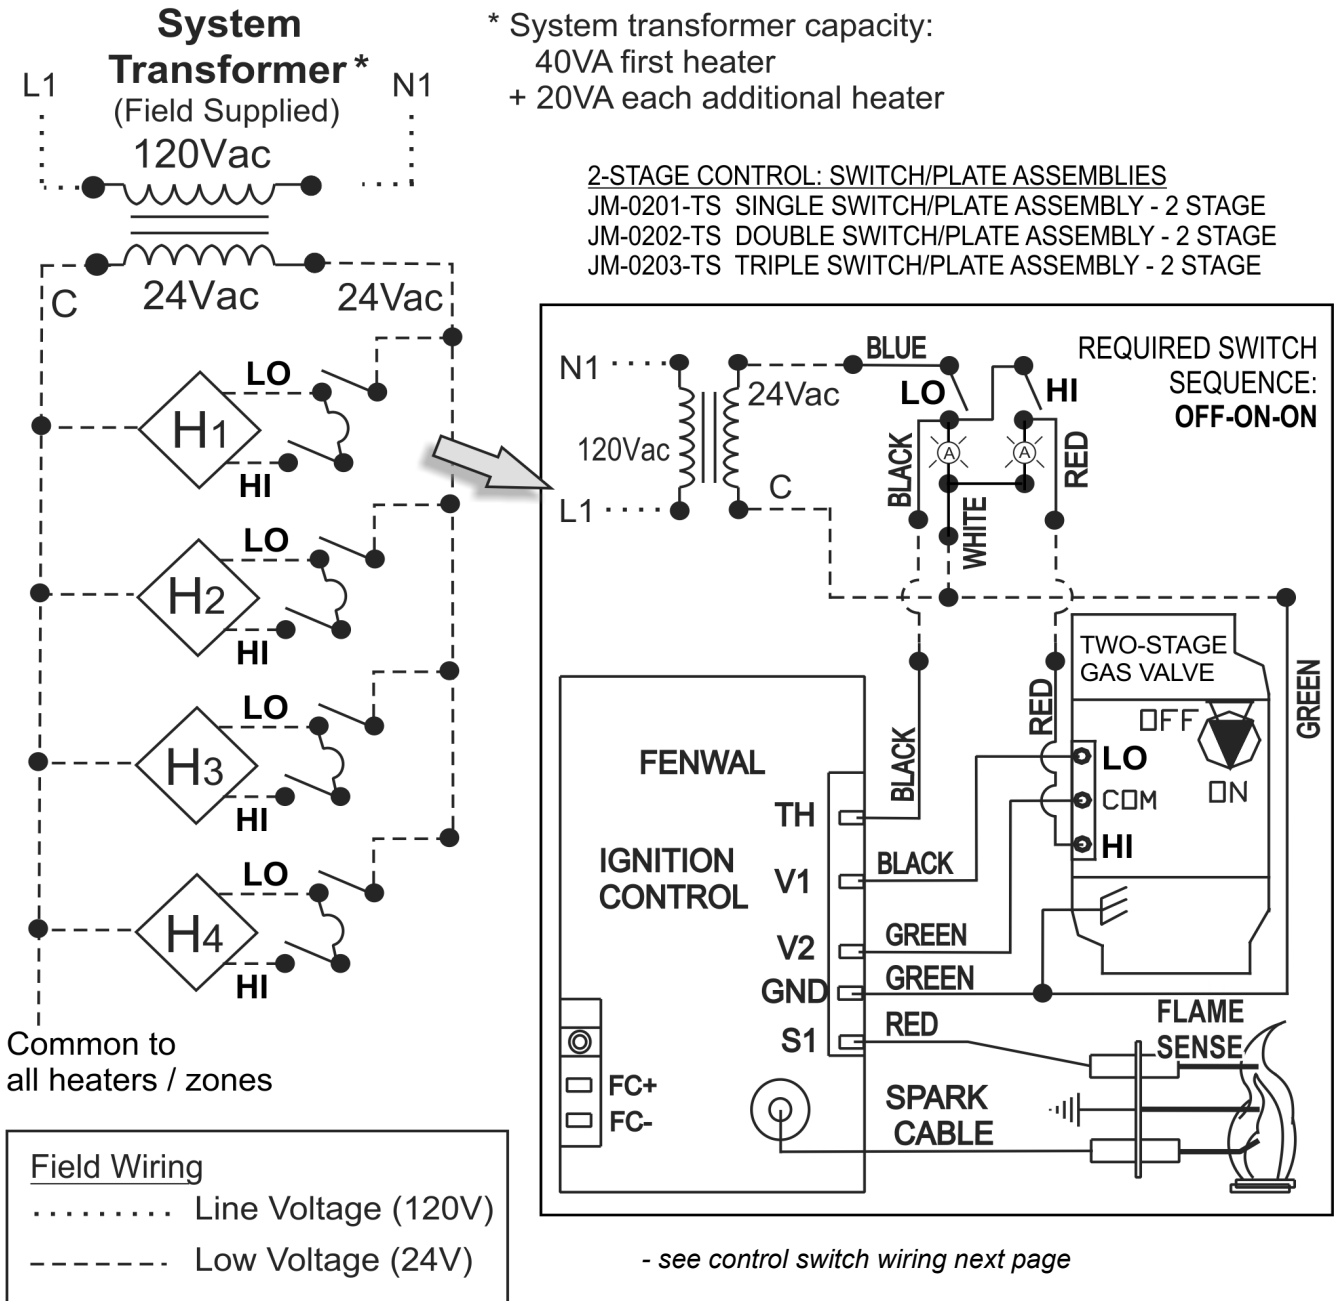 System
Transformer *
(Field Supplied)
L1
N1
120Vac
24Vac
24Vac
C
* System transformer capacity:
40VA first heater
+ 20VA each additional heater
2-STAGE CONTROL: SWITCH/PLATE ASSEMBLIES
JM-0201-TS SINGLE SWITCH/PLATE ASSEMBLY - 2 STAGE
JM-0202-TS DOUBLE SWITCH/PLATE ASSEMBLY - 2 STAGE
JM-0203-TS TRIPLE SWITCH/PLATE ASSEMBLY - 2 STAGE
LO
H1
HI
LO
H2
HI
LO
H3
HI
LO
H4
HI
Common to
all heaters / zones
Field Wiring
Line Voltage (120V)
Low Voltage (24V)
N1
120Vac
L1
24Vac
C
BLUE
LO
HI
REQUIRED SWITCH
SEQUENCE:
OFF-ON-ON
BLACK
A
A
RED
WHITE
TWO-STAGE
GAS VALVE
GREEN
RED
BLACK
OFF
ON
LO
COM
HI
FENWAL
IGNITION
CONTROL
TH
V1
BLACK
V2
GREEN
GND
GREEN
S1
RED
FLAME
SENSE
FC+
FC-
SPARK
CABLE
- see control switch wiring next page